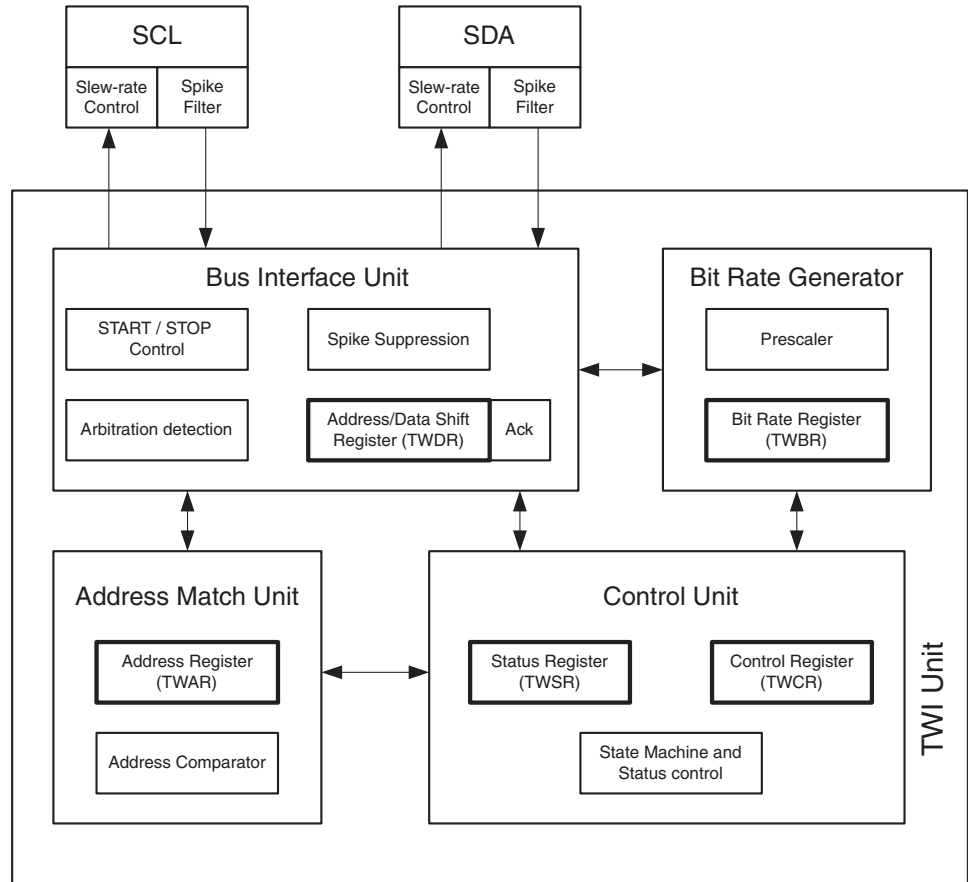 SCL
Slew-rate
Control
Spike
Filter
SDA
Slew-rate
Control
Spike
Filter
Bus Interface Unit
START / STOP
Control
Spike Suppression
Arbitration detection
Address/Data Shift
Register (TWDR)
Ack
Bit Rate Generator
Prescaler
Bit Rate Register
(TWBR)
Address Match Unit
Address Register
(TWAR)
Address Comparator
Control Unit
Status Register
(TWSR)
Control Register
(TWCR)
State Machine and
Status control
TWI Unit